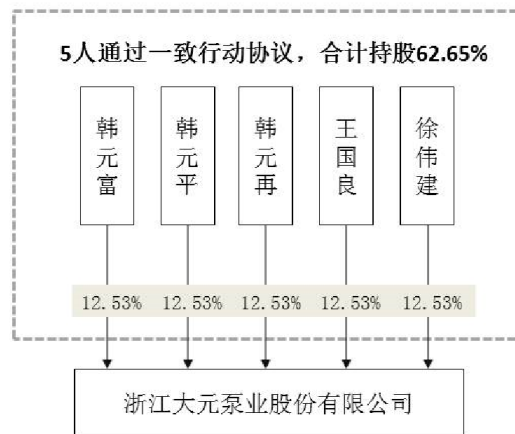 5人通过一致行动协议，合计持股62.65%
韩元富
韩元平
韩元再
王国良
徐伟建
12.53% 12.53% 12.53% 12.53% 12.53%
浙江大元泵业股份有限公司